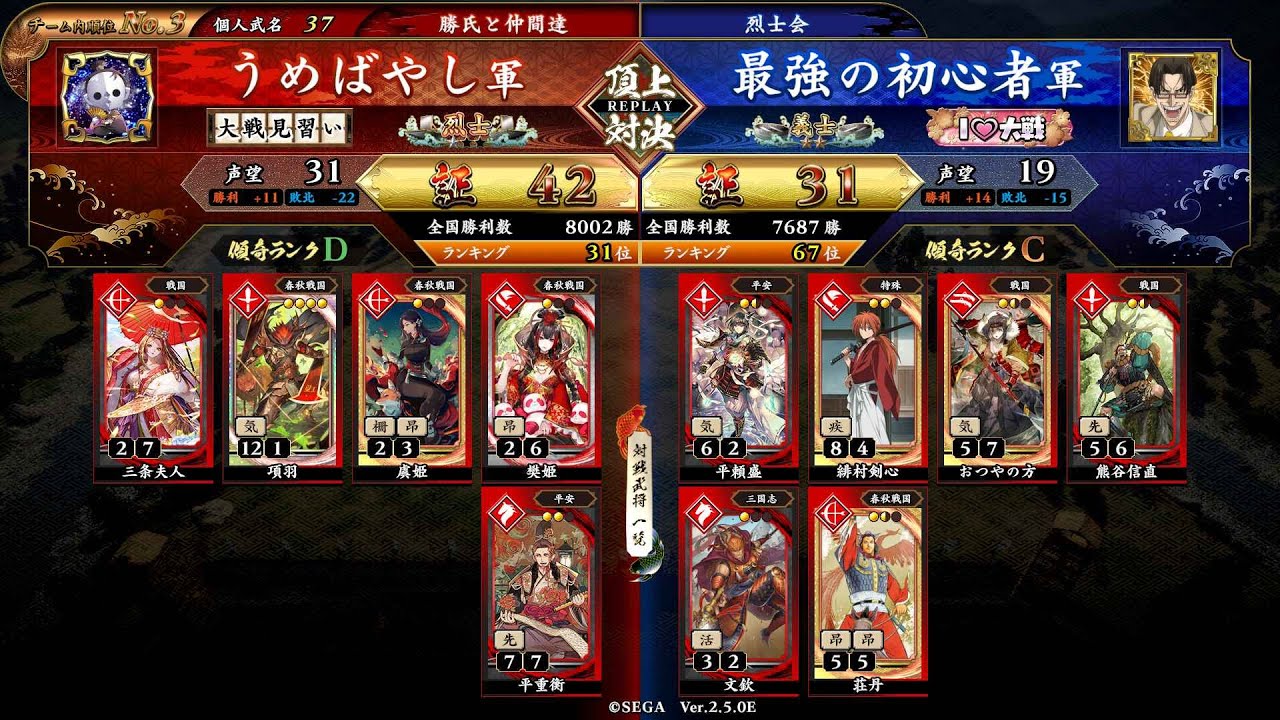 チーム内順位 No.3 個人武名 37 勝氏と仲間達 烈士会
うめばやし軍 頂上 最強の初心者軍
REPLAY
対決
大戦見習い 烈士 義士 I♡大戦
声望 31 証 42 証 31 声望 19
勝利 +11 敗北 -22 勝利 +14 敗北 -15
全国勝利数 8002勝 全国勝利数 7687勝
傾奇ランクD ランキング 31位 ランキング 67位 傾奇ランクC
戦国 春秋戦国 春秋戦国 春秋戦国 平安 特殊 戦国 戦国
気 柵 昴 昴 気 疾 気 先
2 7 12 1 2 3 2 6 6 2 8 4 5 7 5 6
三条夫人 項羽 虞姫 樊姫 平頼盛 緋村剣心 おつやの方 熊谷信直
対戦武将一覧
平安 三国志 春秋戦国
先 活 昴 昴
7 7 3 2 5 5
平重衡 文欽 荘丹
©SEGA Ver.2.5.0E